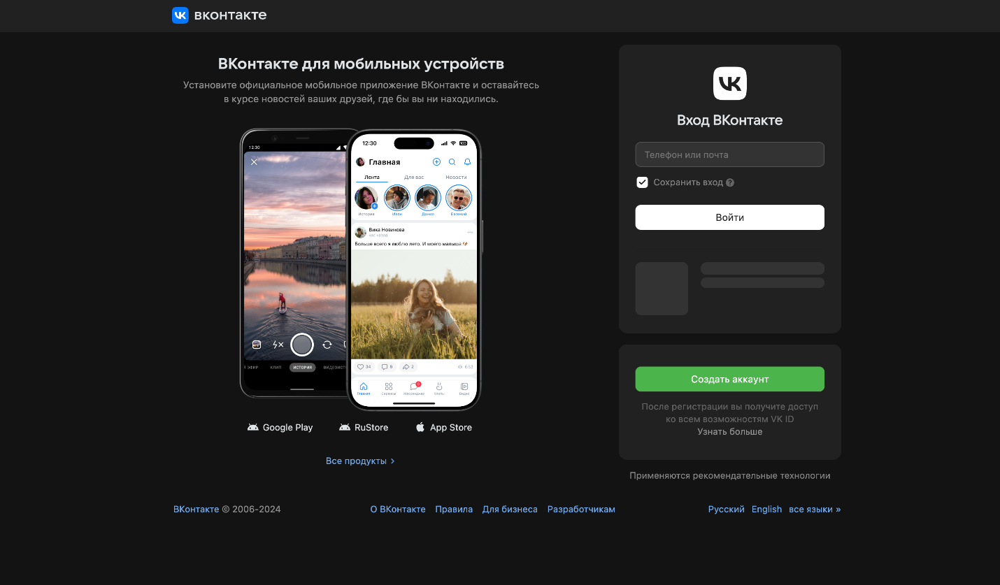 вконтакте
ВКонтакте для мобильных устройств
Установите официальное мобильное приложение ВКонтакте и оставайтесь
в курсе новостей ваших друзей, где бы вы ни находились.
12:30
ИСТОРИЯ
КЛИП
12:30
Главная
Лента Для вас Новости
История Иван Данил Евгений
Вика Новикова
час назад
Больше всего я люблю лето. И моего малыша
34 6 2 653
Главная Сервисы Мессенджер Клипы Видео
Google Play RuStore App Store
Все продукты
VK
Вход ВКонтакте
Телефон или почта
Сохранить вход ?
Войти
Создать аккаунт
После регистрации вы получите доступ
ко всем возможностям VK ID
Узнать больше
Применяются рекомендательные технологии
ВКонтакте © 2006-2024 О ВКонтакте Правила Для бизнеса Разработчикам Русский English все языки »